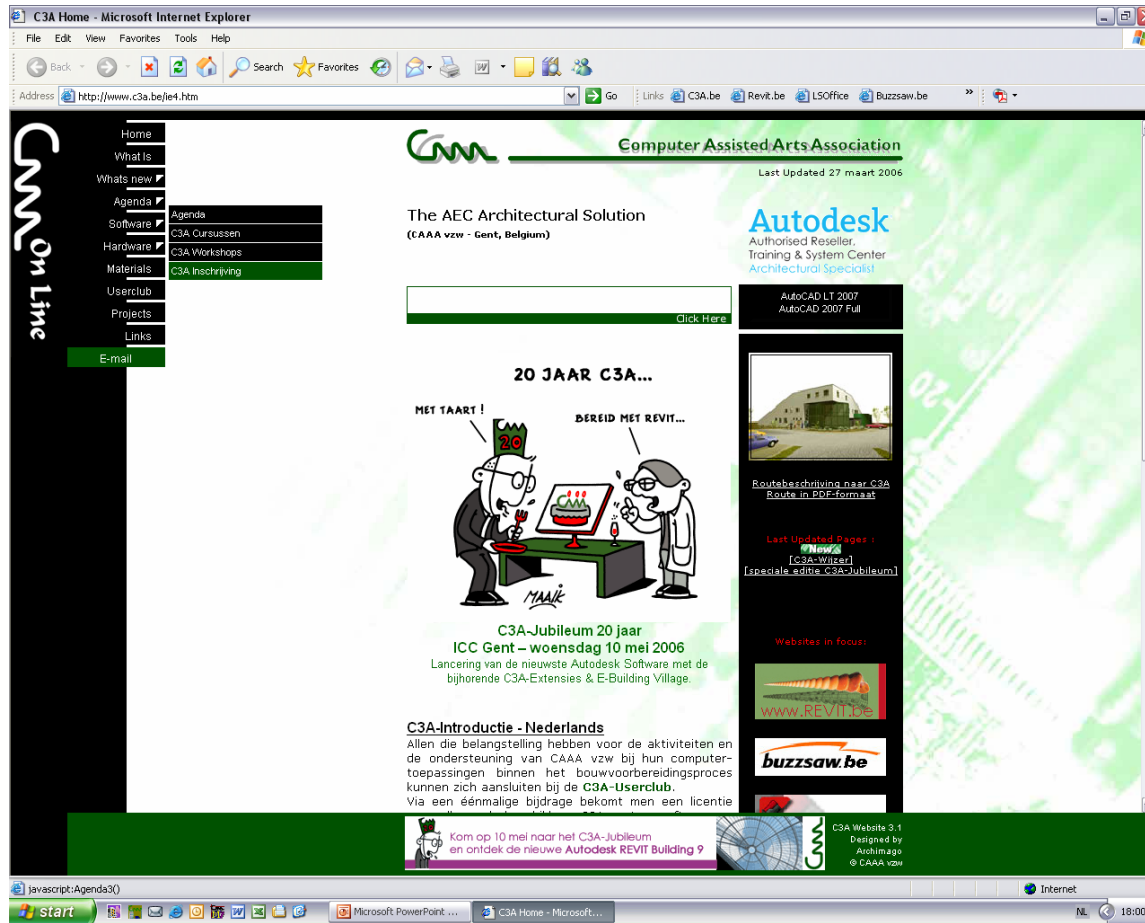 C3A Home - Microsoft Internet Explorer
File Edit View Favorites Tools Help
Back Search Favorites
Address http://www.c3a.be/ie4.htm Go Links C3A.be Revit.be LSOffice Buzzsaw.be »
CAAA On Line
Home
What Is
Whats new
Agenda
Software
Hardware
Materials
Userclub
Projects
Links
E-mail
Agenda
C3A Cursussen
C3A Workshops
C3A Inschrijving
CAAA Computer Assisted Arts Association
Last Updated 27 maart 2006
The AEC Architectural Solution
(CAAA vzw - Gent, Belgium)
Click Here
Autodesk
Authorised Reseller,
Training & System Center
Architectural Specialist
AutoCAD LT 2007
AutoCAD 2007 Full
20 JAAR C3A...
MET TAART !
BEREID MET REVIT...
20
MAAIK
C3A-Jubileum 20 jaar
ICC Gent – woensdag 10 mei 2006
Lancering van de nieuwste Autodesk Software met de
bijhorende C3A-Extensies & E-Building Village.
Routebeschrijving naar C3A
Route in PDF-formaat
Last Updated Pages :
New
[C3A-Wijzer]
[speciale editie C3A-Jubileum]
Websites in focus:
www.REVIT.be
buzzsaw.be
C3A-Introductie - Nederlands
Allen die belangstelling hebben voor de aktiviteiten en
de ondersteuning van CAAA vzw bij hun computer-
toepassingen binnen het bouwvoorbereidingsproces
kunnen zich aansluiten bij de C3A-Userclub.
Via een éénmalige bijdrage bekomt men een licentie
Kom op 10 mei naar het C3A-Jubileum
en ontdek de nieuwe Autodesk REVIT Building 9
C3A Website 3.1
Designed by
Archimago
© CAAA vzw
javascript:Agenda3() Internet
start Microsoft PowerPoint ... C3A Home - Microsoft... NL 18:00